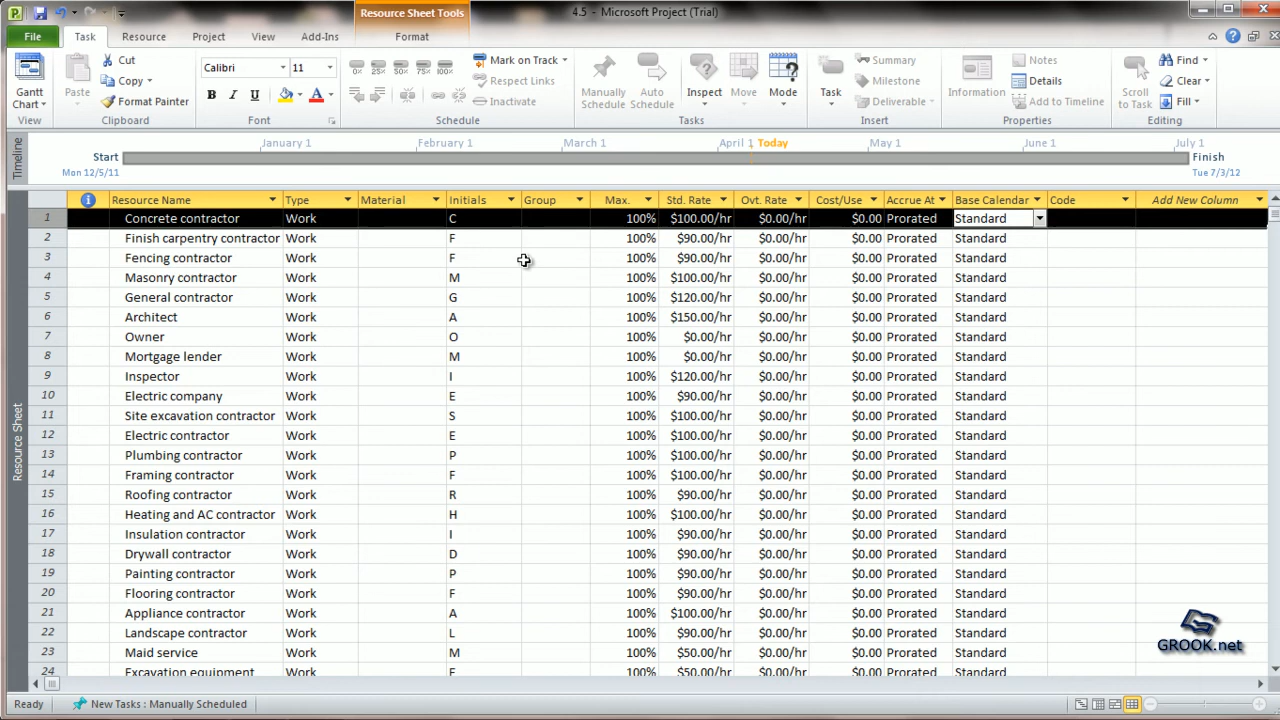 4.5 - Microsoft Project (Trial)
Resource Sheet Tools
File Task Resource Project View Add-Ins Format
Gantt Chart
View
Paste
Cut
Copy
Format Painter
Clipboard
Calibri 11
B I U A
Font
0% 25% 50% 75% 100%
Mark on Track
Respect Links
Inactivate
Schedule
Manually Schedule
Auto Schedule
Inspect
Move
Mode
Tasks
Task
Summary
Milestone
Deliverable
Insert
Information
Notes
Details
Add to Timeline
Properties
Scroll to Task
Find
Clear
Fill
Editing
Timeline
January 1 February 1 March 1 April 1 Today May 1 June 1 July 1
Start Finish
Mon 12/5/11 Tue 7/3/12
Resource Sheet
Resource Name Type Material Initials Group Max. Std. Rate Ovt. Rate Cost/Use Accrue At Base Calendar Code Add New Column
1 Concrete contractor Work C 100% $100.00/hr $0.00/hr $0.00 Prorated Standard
2 Finish carpentry contractor Work F 100% $90.00/hr $0.00/hr $0.00 Prorated Standard
3 Fencing contractor Work F 100% $90.00/hr $0.00/hr $0.00 Prorated Standard
4 Masonry contractor Work M 100% $100.00/hr $0.00/hr $0.00 Prorated Standard
5 General contractor Work G 100% $120.00/hr $0.00/hr $0.00 Prorated Standard
6 Architect Work A 100% $150.00/hr $0.00/hr $0.00 Prorated Standard
7 Owner Work O 100% $0.00/hr $0.00/hr $0.00 Prorated Standard
8 Mortgage lender Work M 100% $0.00/hr $0.00/hr $0.00 Prorated Standard
9 Inspector Work I 100% $120.00/hr $0.00/hr $0.00 Prorated Standard
10 Electric company Work E 100% $90.00/hr $0.00/hr $0.00 Prorated Standard
11 Site excavation contractor Work S 100% $100.00/hr $0.00/hr $0.00 Prorated Standard
12 Electric contractor Work E 100% $100.00/hr $0.00/hr $0.00 Prorated Standard
13 Plumbing contractor Work P 100% $100.00/hr $0.00/hr $0.00 Prorated Standard
14 Framing contractor Work F 100% $100.00/hr $0.00/hr $0.00 Prorated Standard
15 Roofing contractor Work R 100% $90.00/hr $0.00/hr $0.00 Prorated Standard
16 Heating and AC contractor Work H 100% $100.00/hr $0.00/hr $0.00 Prorated Standard
17 Insulation contractor Work I 100% $90.00/hr $0.00/hr $0.00 Prorated Standard
18 Drywall contractor Work D 100% $90.00/hr $0.00/hr $0.00 Prorated Standard
19 Painting contractor Work P 100% $90.00/hr $0.00/hr $0.00 Prorated Standard
20 Flooring contractor Work F 100% $90.00/hr $0.00/hr $0.00 Prorated Standard
21 Appliance contractor Work A 100% $100.00/hr $0.00/hr $0.00 Prorated Standard
22 Landscape contractor Work L 100% $90.00/hr $0.00/hr $0.00 Prorated Standard
23 Maid service Work M 100% $50.00/hr $0.00/hr $0.00 Prorated Standard
24 Excavation equipment Work E 100% $50.00/hr $0.00/hr $0.00 Prorated Standard
GROOK.net
Ready New Tasks : Manually Scheduled